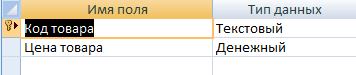 Имя поля Тип данных
Код товара Текстовый
Цена товара Денежный